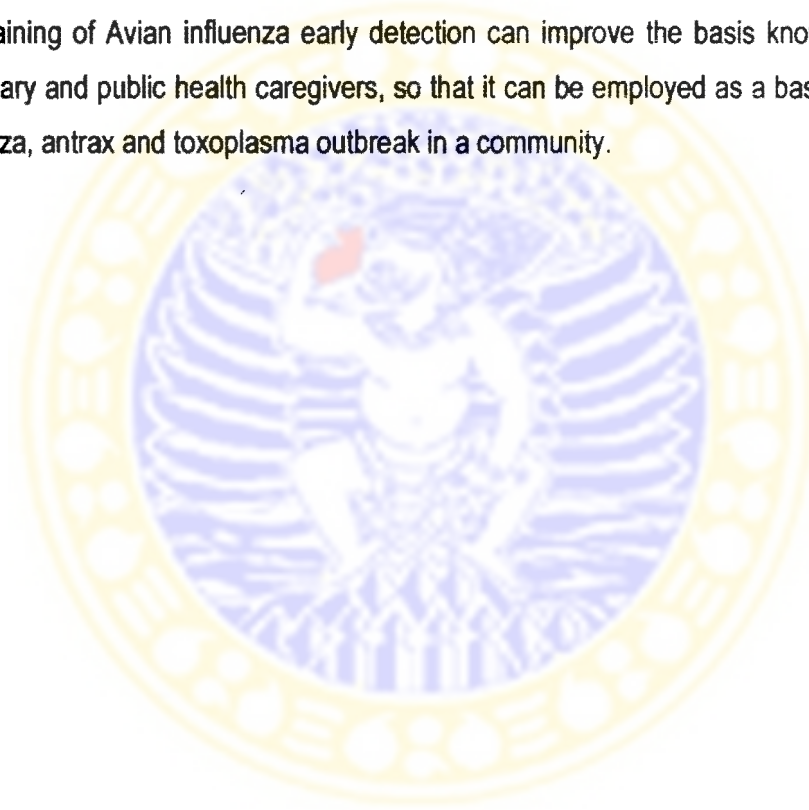 aining of Avian influenza early detection can improve the basis kno
ary and public health caregivers, so that it can be employed as a bas
za, antrax and toxoplasma outbreak in a community.